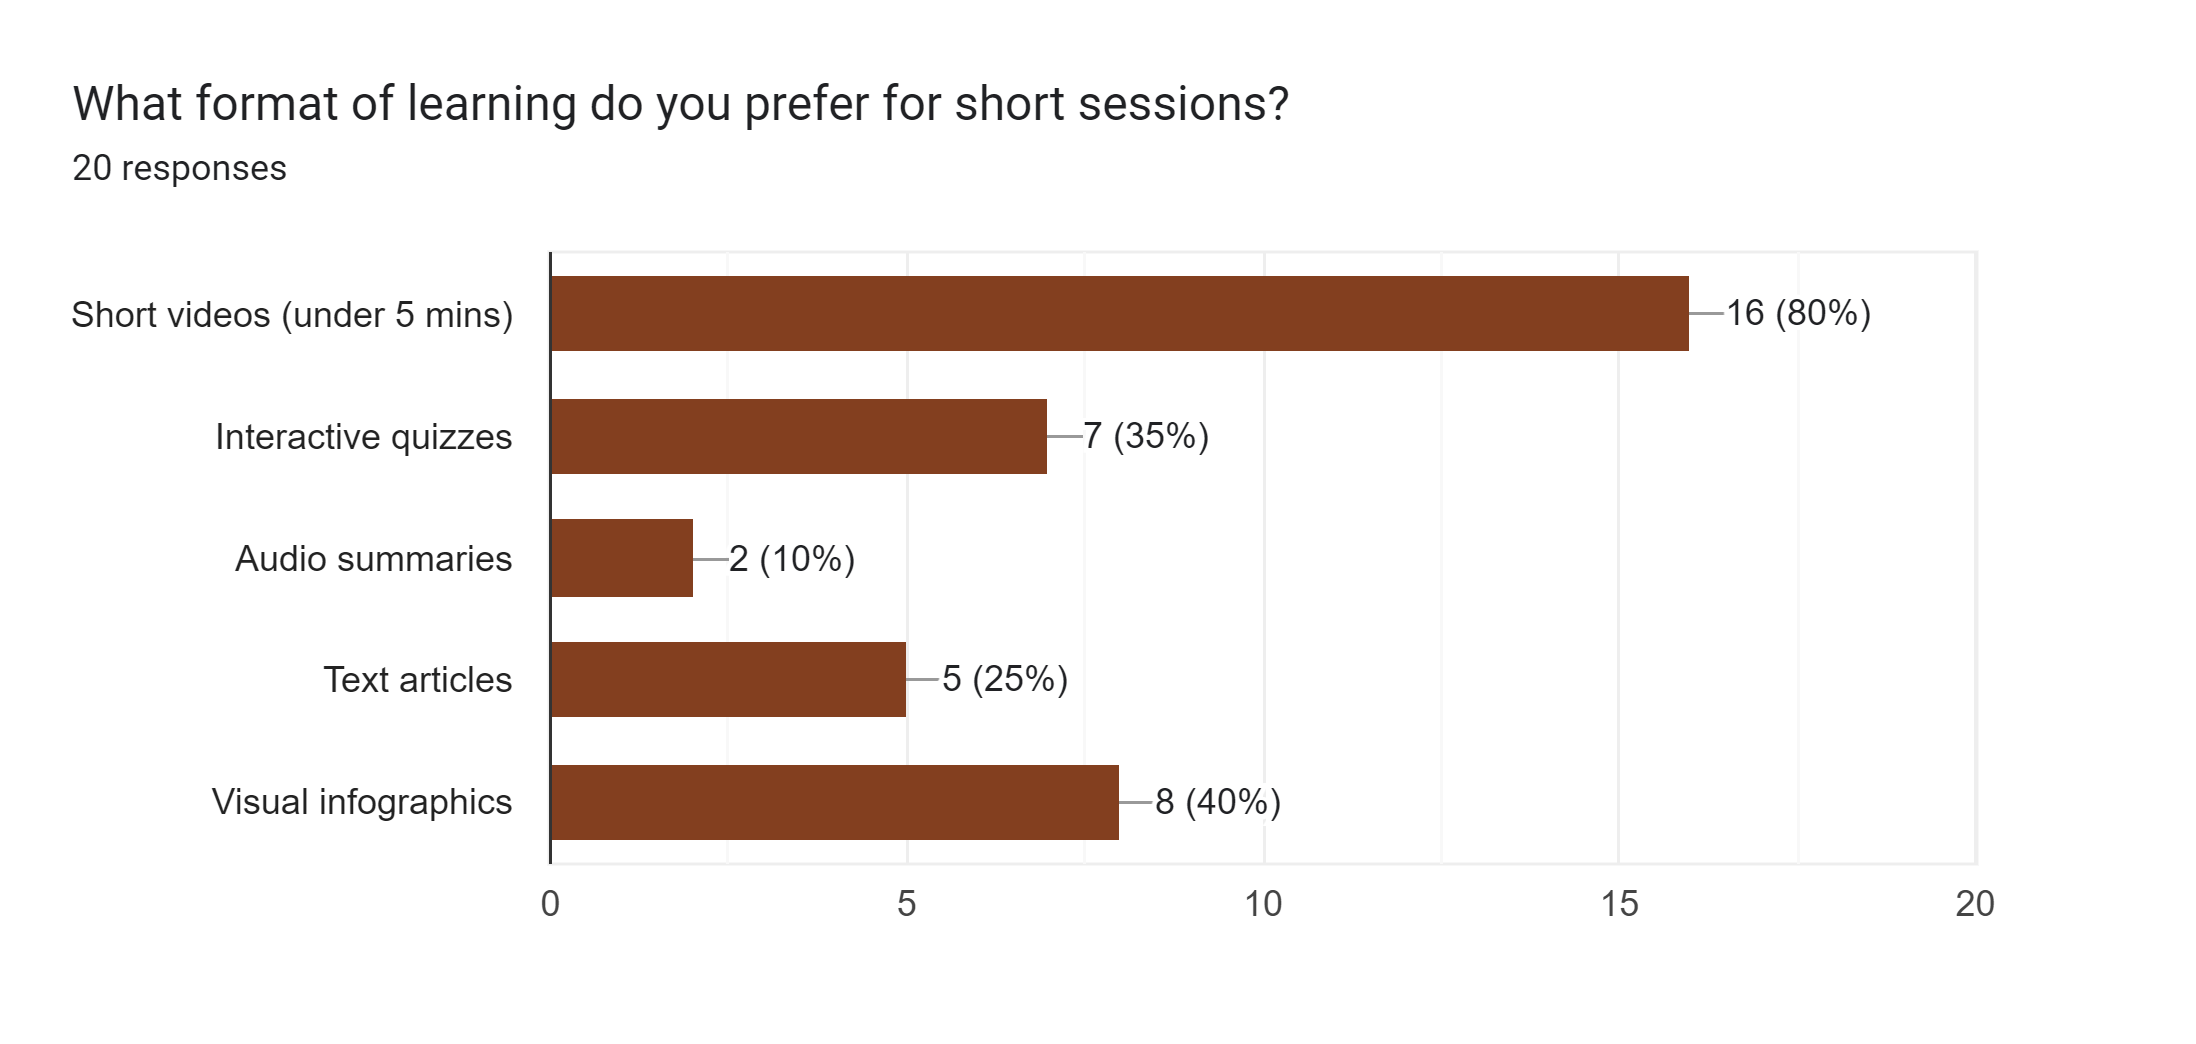 What format of learning do you prefer for short sessions?
20 responses
Short videos (under 5 mins)
16 (80%)
Interactive quizzes
7 (35%)
Audio summaries
2 (10%)
Text articles
5 (25%)
Visual infographics
8 (40%)
0 5 10 15 20